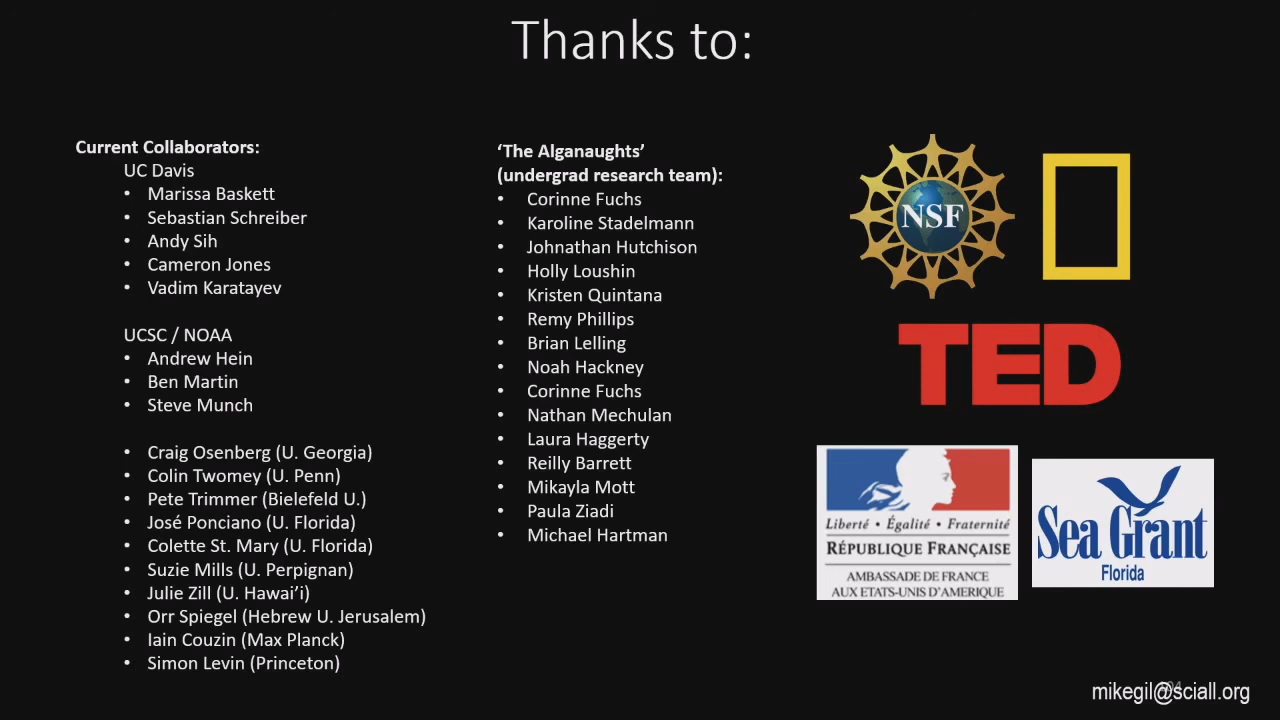 Thanks to:
Current Collaborators:
UC Davis
• Marissa Baskett
• Sebastian Schreiber
• Andy Sih
• Cameron Jones
• Vadim Karatayev
UCSC / NOAA
• Andrew Hein
• Ben Martin
• Steve Munch
• Craig Osenberg (U. Georgia)
• Colin Twomey (U. Penn)
• Pete Trimmer (Bielefeld U.)
• José Ponciano (U. Florida)
• Colette St. Mary (U. Florida)
• Suzie Mills (U. Perpignan)
• Julie Zill (U. Hawai’i)
• Orr Spiegel (Hebrew U. Jerusalem)
• Iain Couzin (Max Planck)
• Simon Levin (Princeton)
‘The Alganaughts’
(undergrad research team):
• Corinne Fuchs
• Karoline Stadelmann
• Johnathan Hutchison
• Holly Loushin
• Kristen Quintana
• Remy Phillips
• Brian Lelling
• Noah Hackney
• Corinne Fuchs
• Nathan Mechulan
• Laura Haggerty
• Reilly Barrett
• Mikayla Mott
• Paula Ziadi
• Michael Hartman
NSF
TED
Liberté • Égalité • Fraternité
RÉPUBLIQUE FRANÇAISE
AMBASSADE DE FRANCE
AUX ETATS-UNIS D’AMERIQUE
Sea Grant
Florida
mikegil@sciall.org